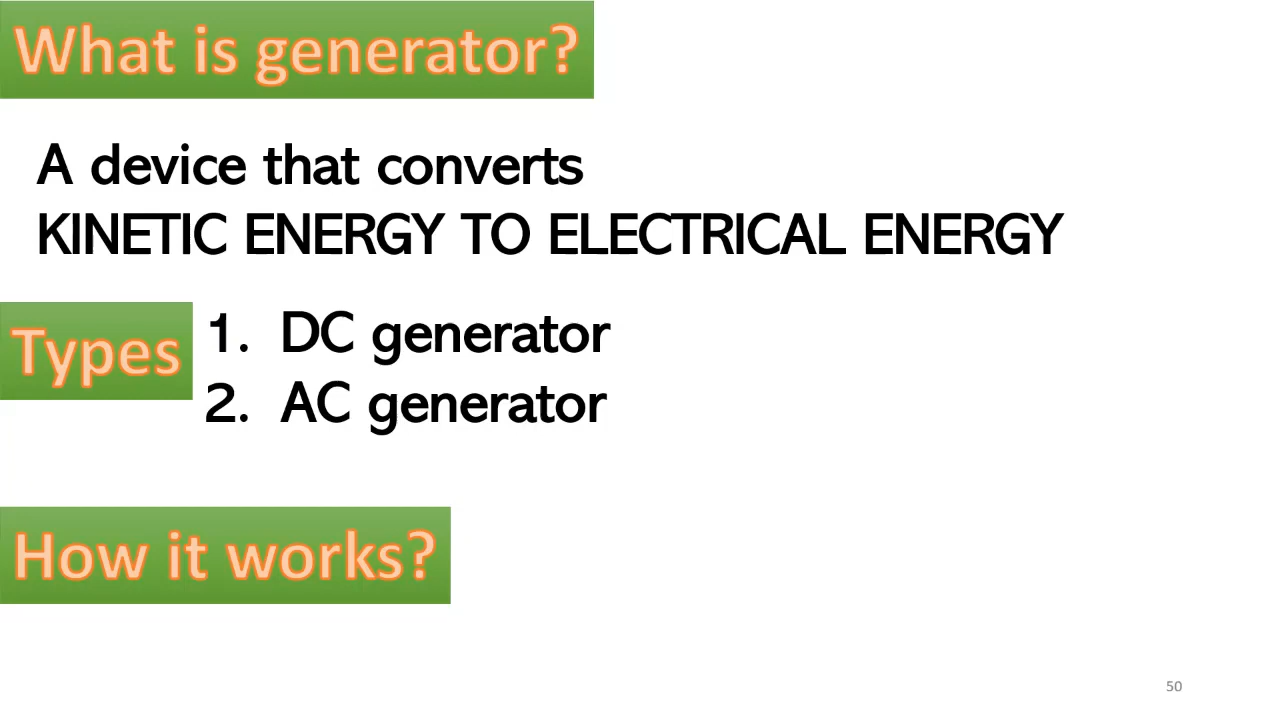 What is generator?
A device that converts
KINETIC ENERGY TO ELECTRICAL ENERGY
Types
1. DC generator
2. AC generator
How it works?
50